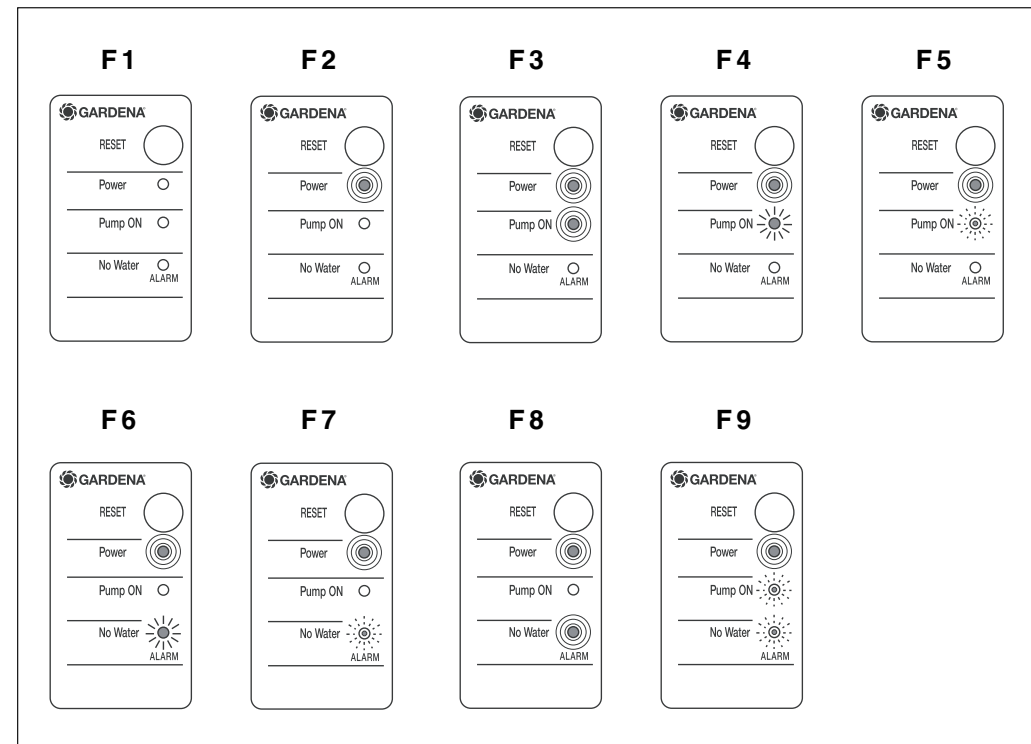 F1 F2 F3 F4 F5
GARDENA GARDENA GARDENA GARDENA GARDENA
RESET RESET RESET RESET RESET
Power Power Power Power Power
Pump ON Pump ON Pump ON Pump ON Pump ON
No Water No Water No Water No Water No Water
ALARM ALARM ALARM ALARM ALARM
F6 F7 F8 F9
GARDENA GARDENA GARDENA GARDENA
RESET RESET RESET RESET
Power Power Power Power
Pump ON Pump ON Pump ON Pump ON
No Water No Water No Water No Water
ALARM ALARM ALARM ALARM